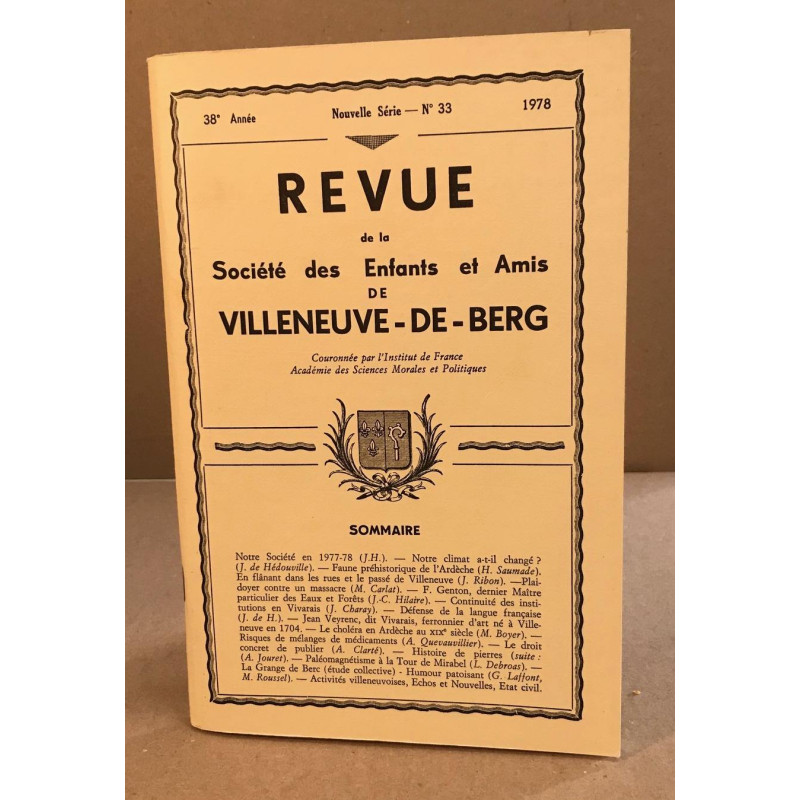 38e Année Nouvelle Série — N° 33 1978
REVUE
de la
Société des Enfants et Amis
DE
VILLENEUVE-DE-BERG
Couronnée par l'Institut de France
Académie des Sciences Morales et Politiques
SOMMAIRE
Notre Société en 1977-78 (J.H.). — Notre climat a-t-il changé ?
(J. de Hédouville). — Faune préhistorique de l'Ardèche (H. Saumade).
En flânant dans les rues et le passé de Villeneuve (J. Ribon). —Plai-
doyer contre un massacre (M. Carlat). — F. Genton, dernier Maître
particulier des Eaux et Forêts (J.-C. Hilaire). — Continuité des insti-
tutions en Vivarais (J. Charay). — Défense de la langue française
(J. de H.). — Jean Veyrenc, dit Vivarais, ferronnier d'art né à Ville-
neuve en 1704. — Le choléra en Ardèche au XIXe siècle (M. Boyer). —
Risques de mélanges de médicaments (A. Quevauvillier). — Le droit
concret de publier (A. Clarté). — Histoire de pierres (suite :
(A. Jouret). — Paléomagnétisme à la Tour de Mirabel (L. Debroas). —
La Grange de Berc (étude collective) - Humour patoisant (G. Laffont,
M. Roussel). — Activités villeneuvoises, Echos et Nouvelles, Etat civil.